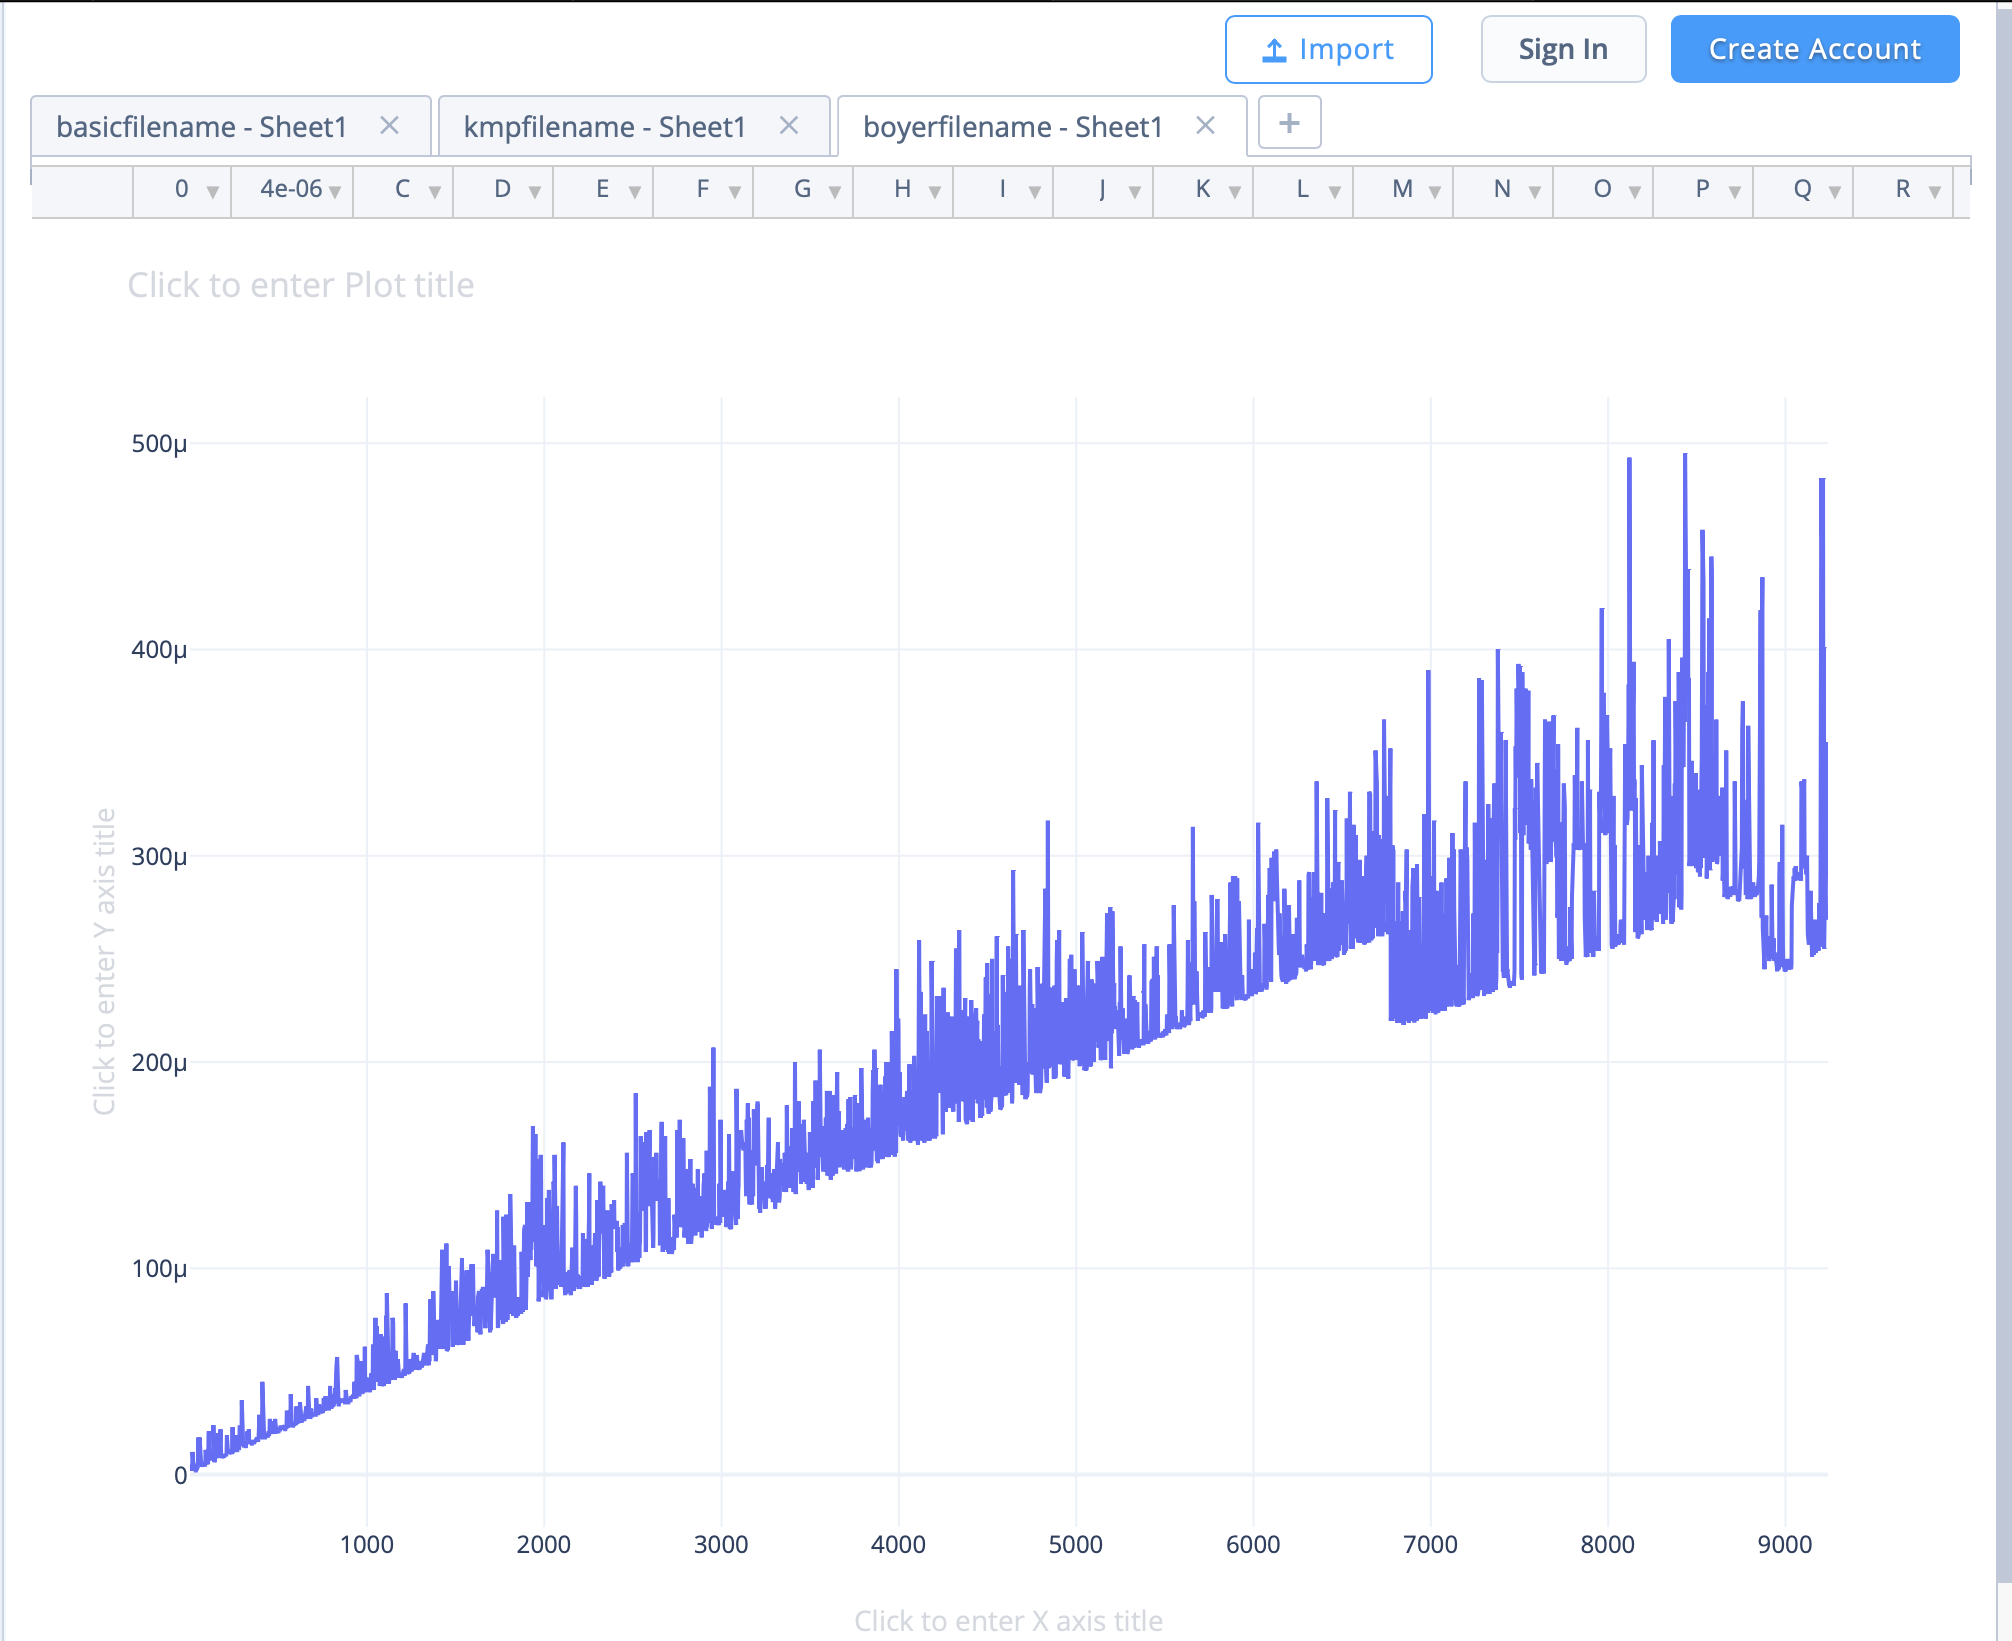 Import Sign In Create Account
basicfilename - Sheet1 kmpfilename - Sheet1 boyerfilename - Sheet1 +
0 4e-06 C D E F G H I J K L M N O P Q R
Click to enter Plot title
500μ
400μ
300μ
200μ
100μ
0
Click to enter Y axis title
1000 2000 3000 4000 5000 6000 7000 8000 9000
Click to enter X axis title